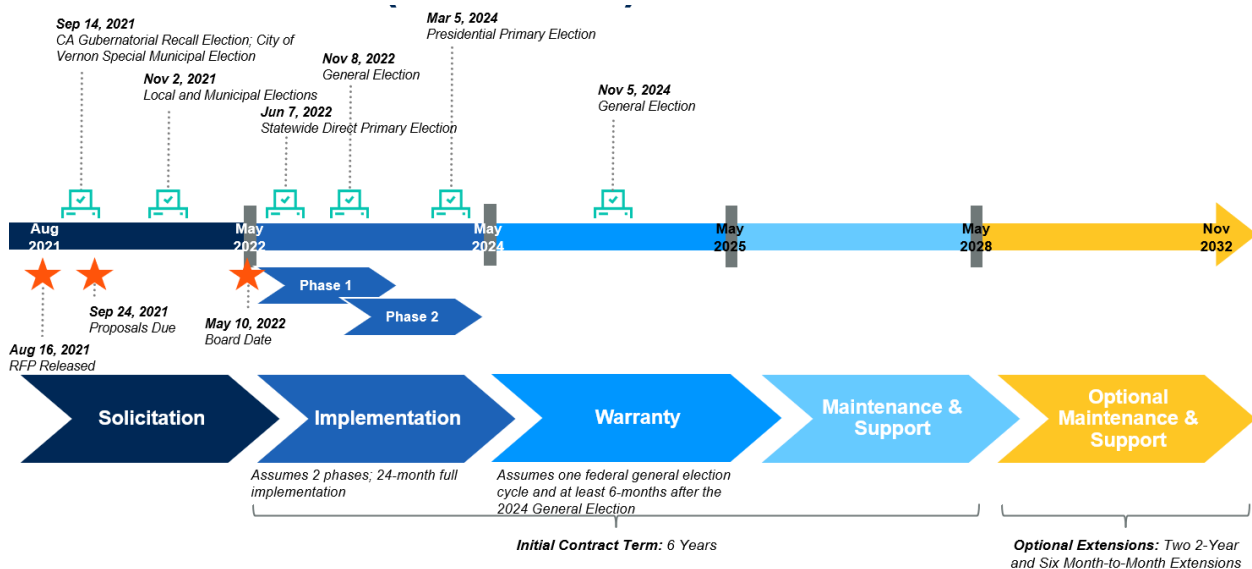 Sep 14, 2021
CA Gubernatorial Recall Election; City of
Vernon Special Municipal Election
Nov 2, 2021
Local and Municipal Elections
Jun 7, 2022
Statewide Direct Primary Election
Nov 8, 2022
General Election
Mar 5, 2024
Presidential Primary Election
Nov 5, 2024
General Election
Aug
2021
May
2022
May
2024
May
2025
May
2028
Nov
2032
Phase 1
Phase 2
Aug 16, 2021
RFP Released
Sep 24, 2021
Proposals Due
May 10, 2022
Board Date
Solicitation
Implementation
Warranty
Maintenance &
Support
Optional
Maintenance &
Support
Assumes 2 phases; 24-month full
implementation
Assumes one federal general election
cycle and at least 6-months after the
2024 General Election
Initial Contract Term: 6 Years
Optional Extensions: Two 2-Year
and Six Month-to-Month Extensions